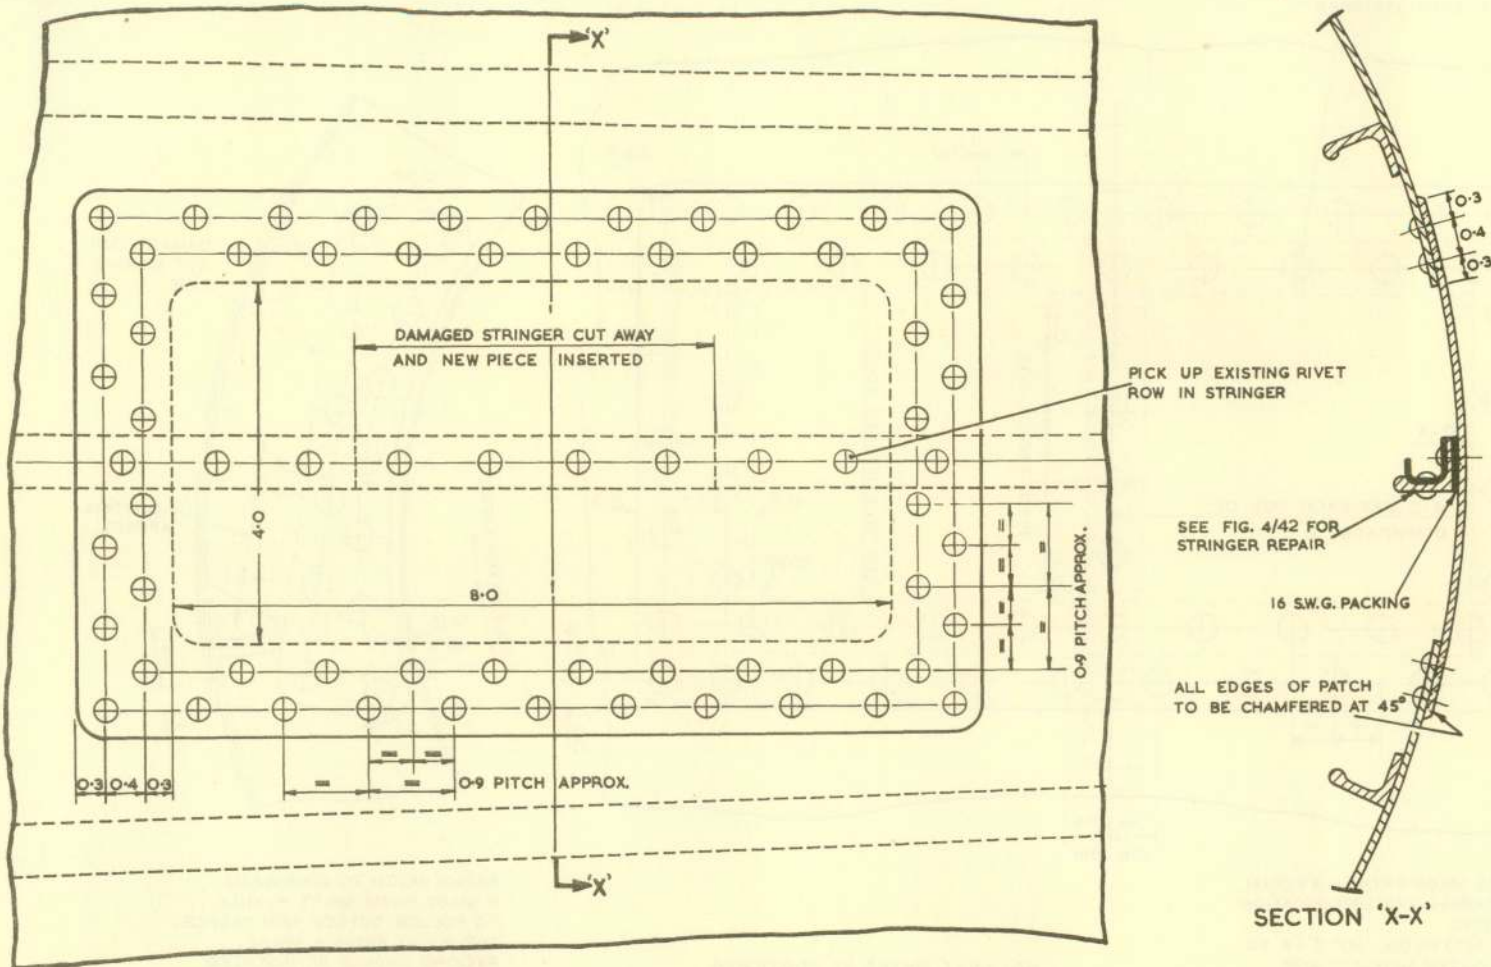 'X'
DAMAGED STRINGER CUT AWAY
AND NEW PIECE INSERTED
4.0
8.0
PICK UP EXISTING RIVET
ROW IN STRINGER
0.9 PITCH APPROX.
0.3
0.4
0.3
0.9 PITCH APPROX.
'X'
0.3
0.4
0.3
SEE FIG. 4/42 FOR
STRINGER REPAIR
16 S.W.G. PACKING
ALL EDGES OF PATCH
TO BE CHAMFERED AT 45°
SECTION 'X-X'